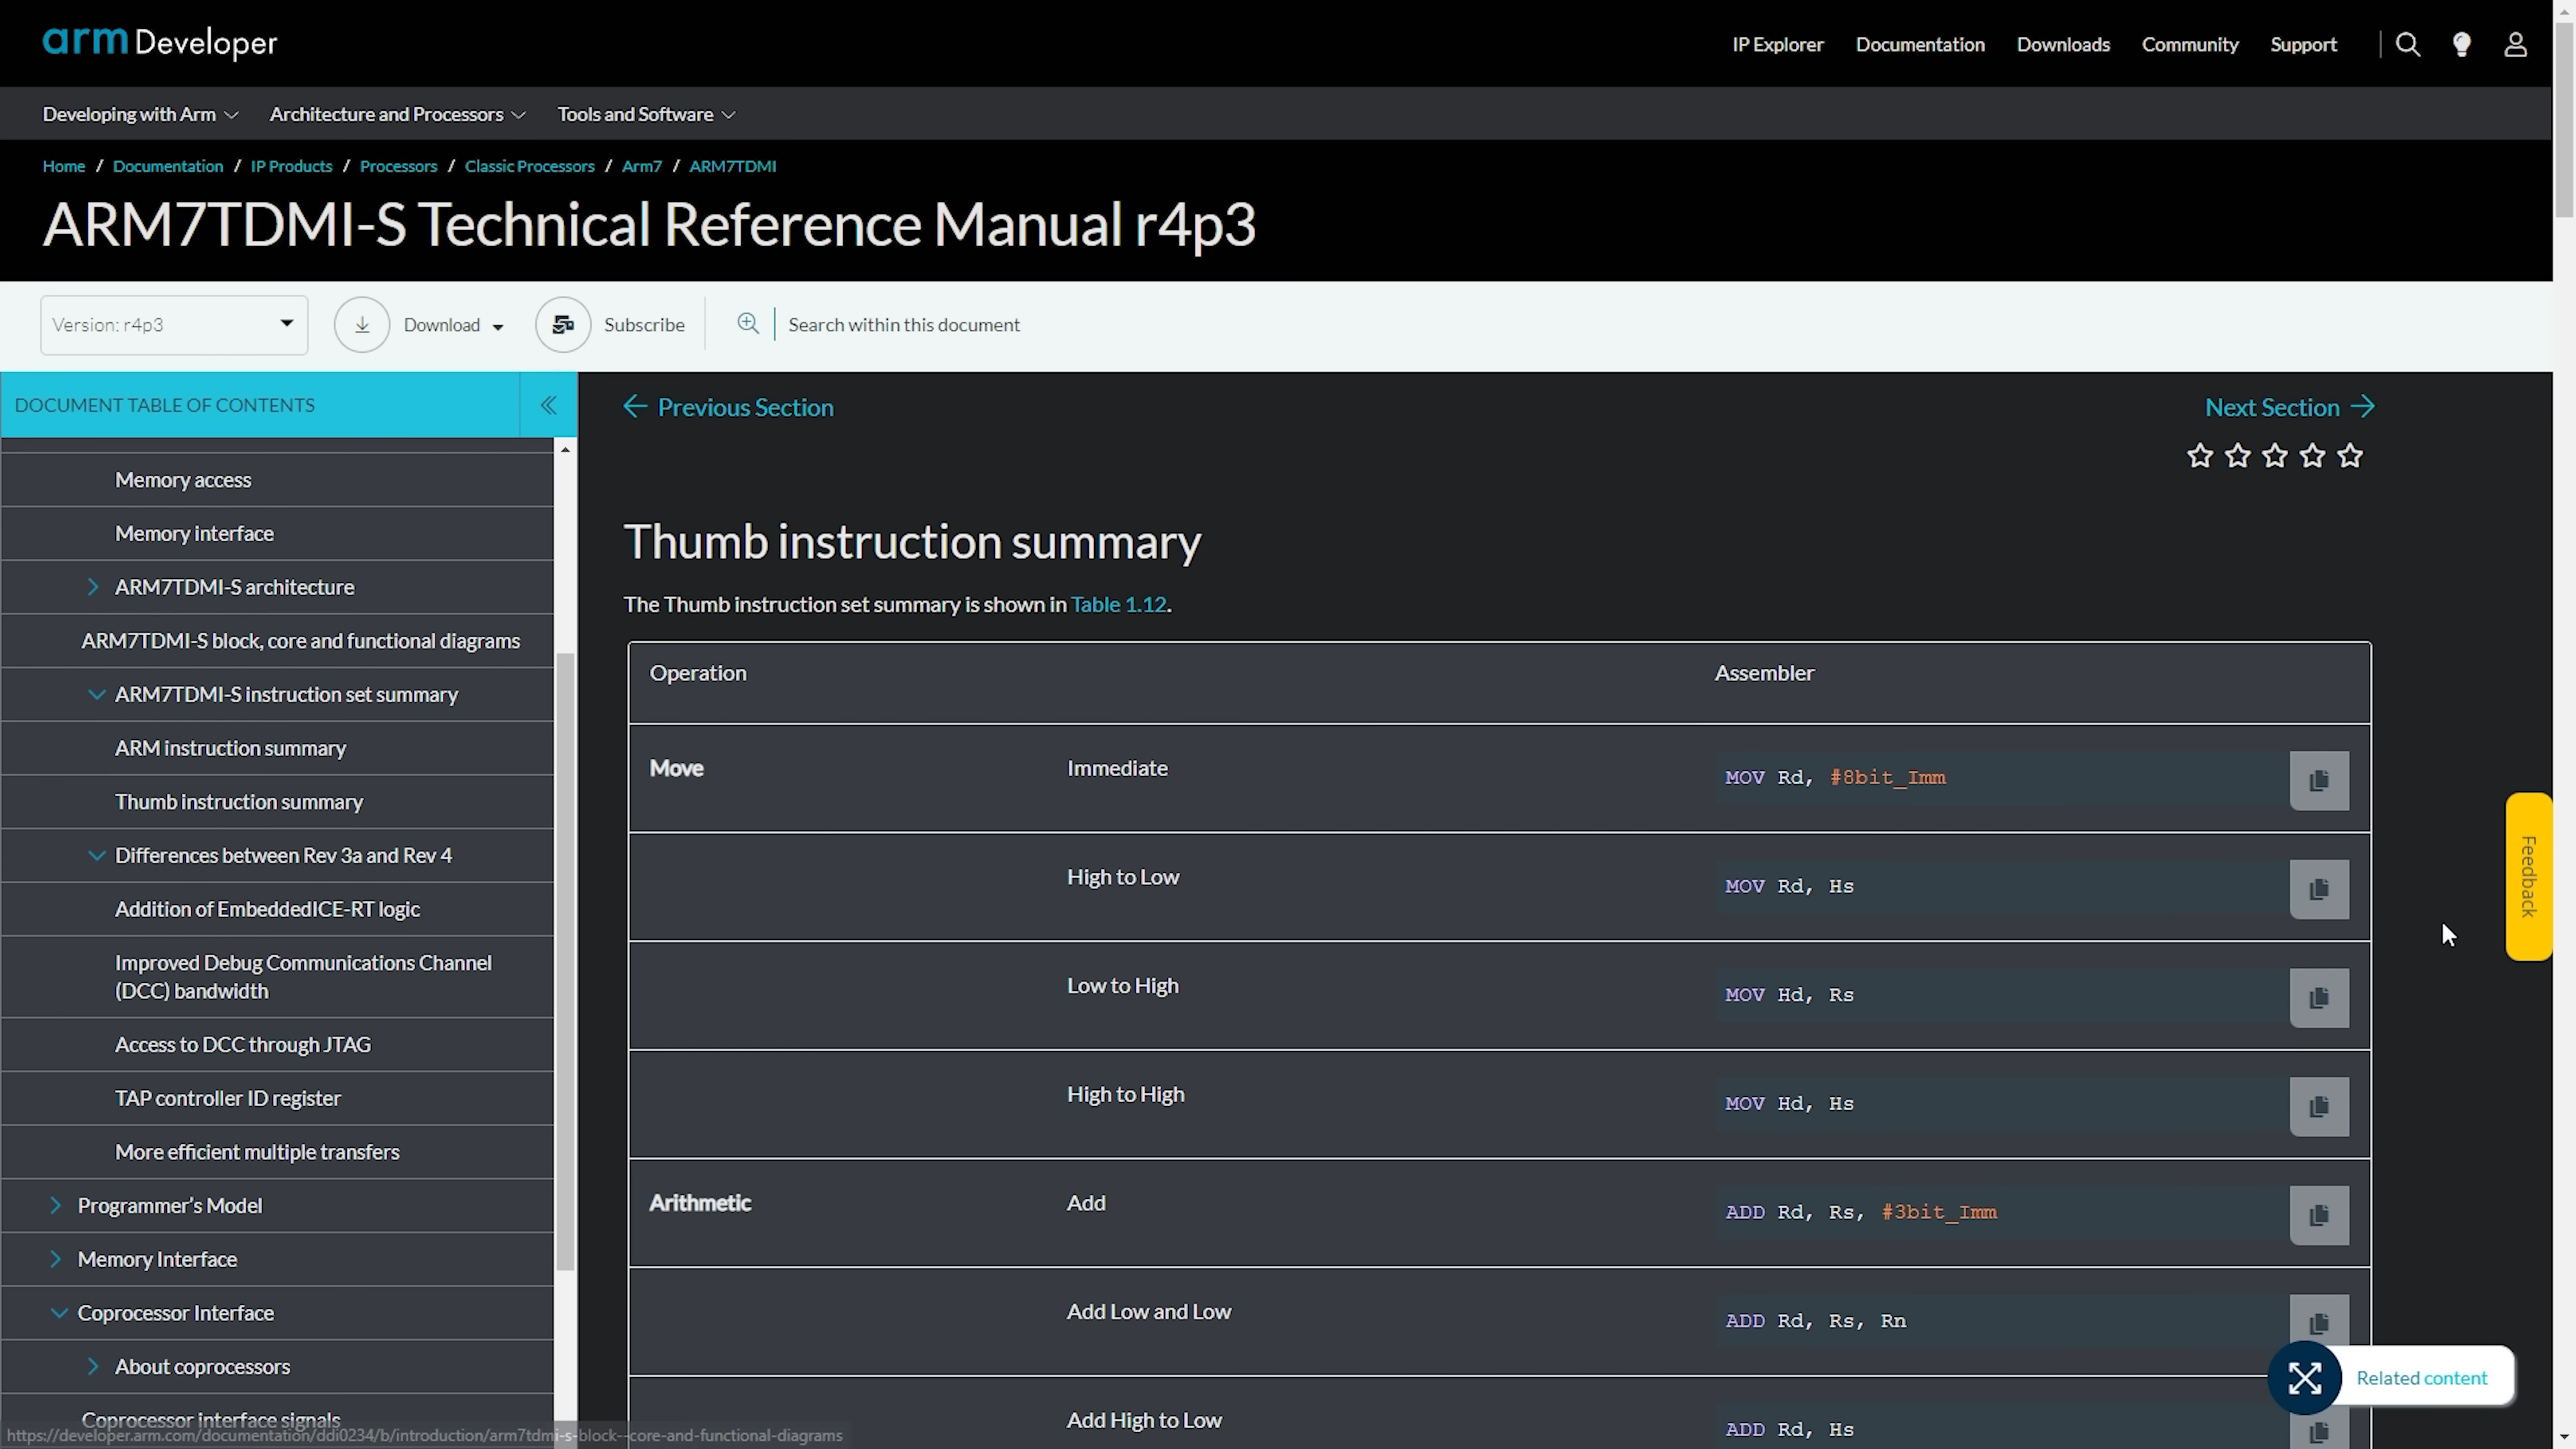 arm Developer
IP Explorer Documentation Downloads Community Support
Developing with Arm Architecture and Processors Tools and Software
Home / Documentation / IP Products / Processors / Classic Processors / Arm7 / ARM7TDMI
ARM7TDMI-S Technical Reference Manual r4p3
Version: r4p3 Download Subscribe Search within this document
DOCUMENT TABLE OF CONTENTS
Memory access
Memory interface
ARM7TDMI-S architecture
ARM7TDMI-S block, core and functional diagrams
ARM7TDMI-S instruction set summary
ARM instruction summary
Thumb instruction summary
Differences between Rev 3a and Rev 4
Addition of EmbeddedICE-RT logic
Improved Debug Communications Channel
(DCC) bandwidth
Access to DCC through JTAG
TAP controller ID register
More efficient multiple transfers
Programmer's Model
Memory Interface
Coprocessor Interface
About coprocessors
Coprocessor interface signals
https://developer.arm.com/documentation/ddi0234/b/introduction/arm7tdmi-s-block--core-and-functional-diagrams
Previous Section
Next Section
Thumb instruction summary
The Thumb instruction set summary is shown in Table 1.12.
Operation Assembler
Move Immediate MOV Rd, #8bit_Imm
High to Low MOV Rd, Hs
Low to High MOV Hd, Rs
High to High MOV Hd, Hs
Arithmetic Add ADD Rd, Rs, #3bit_Imm
Add Low and Low ADD Rd, Rs, Rn
Add High to Low ADD Rd, Hs
Feedback
Related content